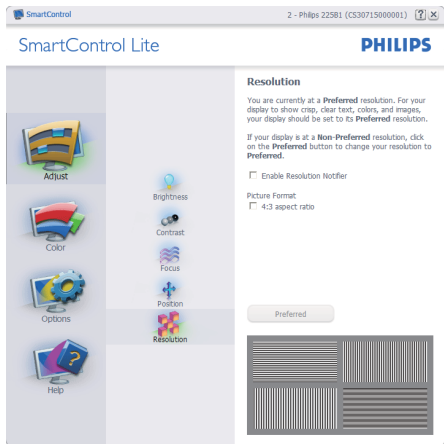 SmartControl
2 - Philips 225B1 (CS30715000001)
? ×
SmartControl Lite
PHILIPS
Resolution
You are currently at a Preferred resolution. For your
display to show crisp, clear text, colors, and images,
your display should be set to its Preferred resolution.
If your display is at a Non-Preferred resolution, click
on the Preferred button to change your resolution to
Preferred.
Enable Resolution Notifier
Picture Format
4:3 aspect ratio
Preferred
Adjust
Color
Options
Help
Brightness
Contrast
Focus
Position
Resolution